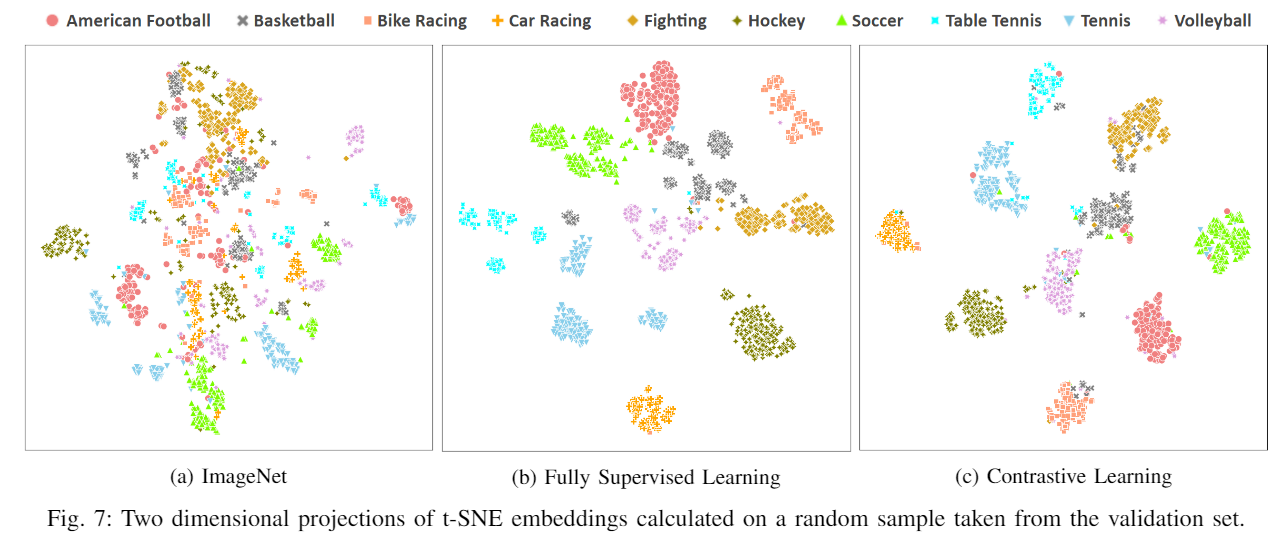 American Football Basketball Bike Racing Car Racing Fighting Hockey Soccer Table Tennis Tennis Volleyball
(a) ImageNet (b) Fully Supervised Learning (c) Contrastive Learning
Fig. 7: Two dimensional projections of t-SNE embeddings calculated on a random sample taken from the validation set.